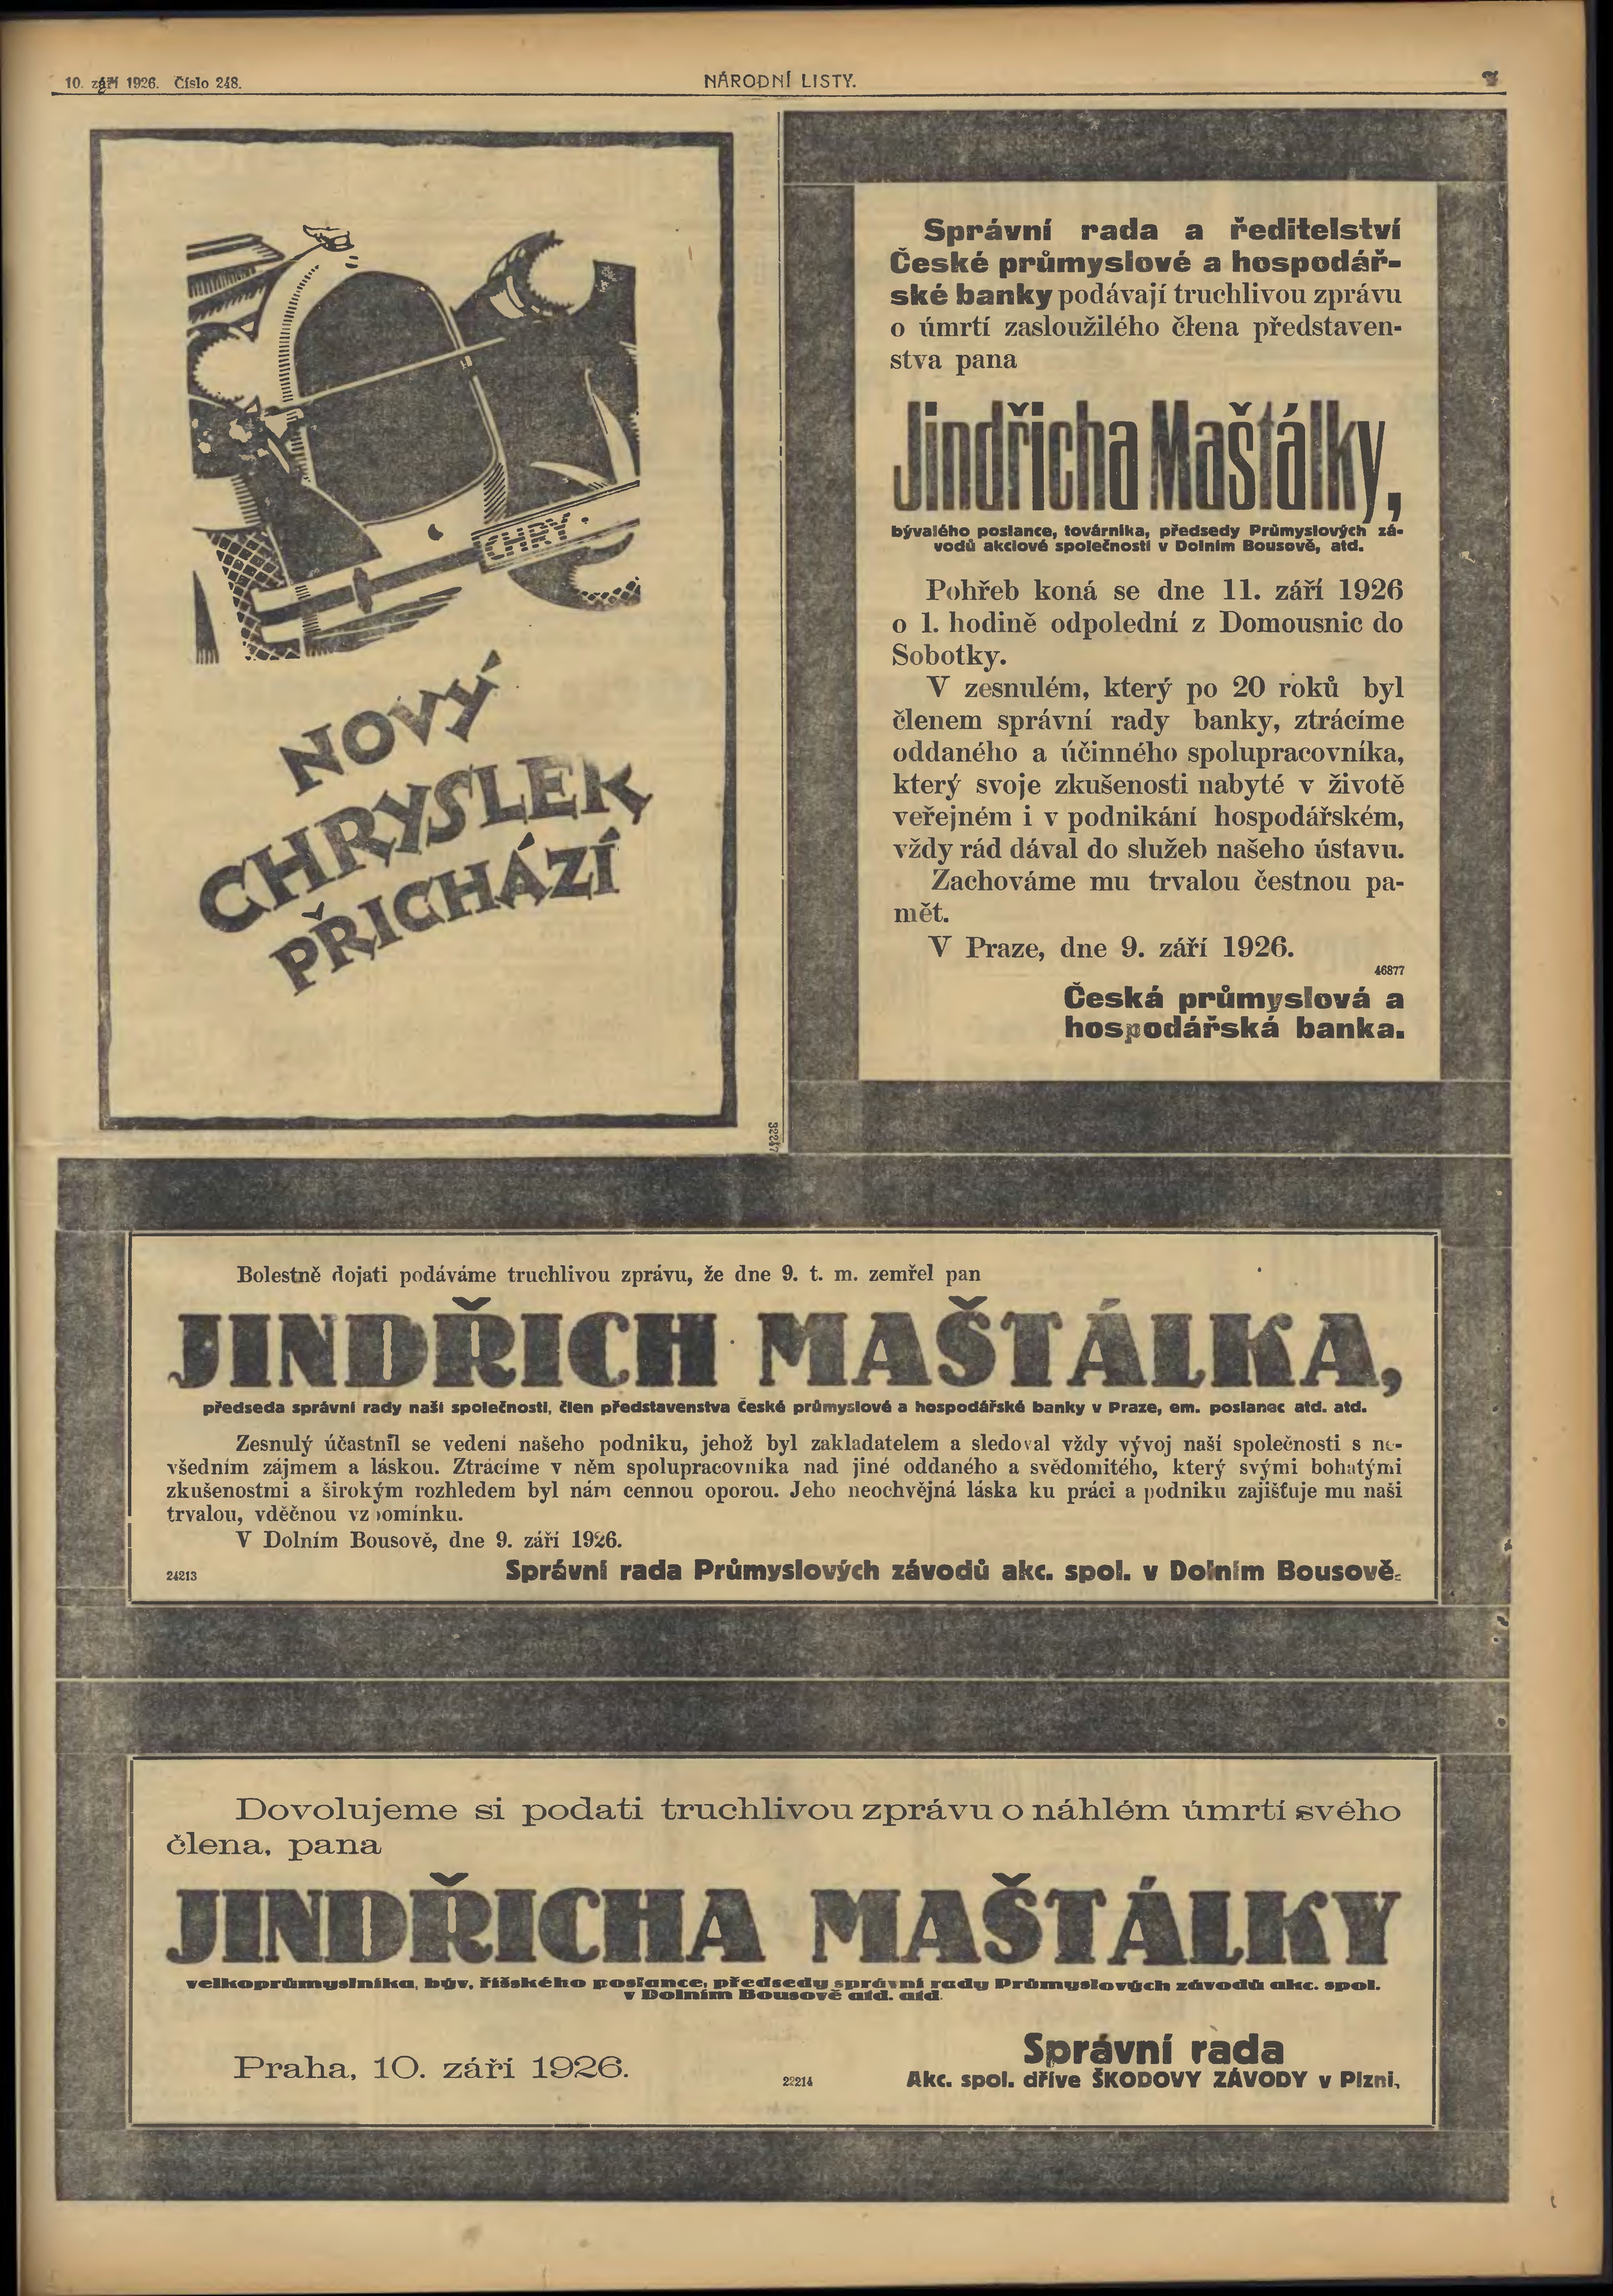 10. září 1926. Číslo 248.
NÁRODNÍ LISTY.
CHRY·
NOVÝ
CHRYSLER
PŘICHÁZÍ
32247
Správní rada a ředitelství
České průmyslové a hospodář-
ské banky podávají truchlivou zprávu
o úmrtí zasloužilého člena představen-
stva pana
Jindřicha Maštálky,
bývalého poslance, továrníka, předsedy Průmyslových zá-
vodů akciové společnosti v Dolním Bousově, atd.
Pohřeb koná se dne 11. září 1926
o 1. hodině odpolední z Domousnic do
Sobotky.
V zesnulém, který po 20 roků byl
členem správní rady banky, ztrácíme
oddaného a účinného spolupracovníka,
který svoje zkušenosti nabyté v životě
veřejném i v podnikání hospodářském,
vždy rád dával do služeb našeho ústavu.
Zachováme mu trvalou čestnou pa-
mět.
V Praze, dne 9. září 1926.
46877
Česká průmyslová a
hospodářská banka.
Bolestně dojati podáváme truchlivou zprávu, že dne 9. t. m. zemřel pan
JINDŘICH MAŠTÁLKA,
předseda správní rady naší společnosti, člen představenstva České průmyslové a hospodářské banky v Praze, em. poslanec atd. atd.
Zesnulý účastnil se vedení našeho podniku, jehož byl zakladatelem a sledoval vždy vývoj naší společnosti s ne-
všedním zájmem a láskou. Ztrácíme v něm spolupracovníka nad jiné oddaného a svědomitého, který svými bohatými
zkušenostmi a širokým rozhledem byl nám cennou oporou. Jeho neochvějná láska ku práci a podniku zajišťuje mu naši
trvalou, vděčnou vzpomínku.
V Dolním Bousově, dne 9. září 1926.
24213
Správní rada Průmyslových závodů akc. spol. v Dolním Bousově.
Dovolujeme si podati truchlivou zprávu o náhlém úmrtí svého
člena, pana
JINDŘICHA MAŠTÁLKY
velkoprůmyslníka, býv. říšského poslance, předsedy správní rady Průmyslových závodů akc. spol.
v Dolním Bousově atd. atd.
Praha, 10. září 1926.
22214
Správní rada
Akc. spol. dříve ŠKODOVY ZÁVODY v Plzni,